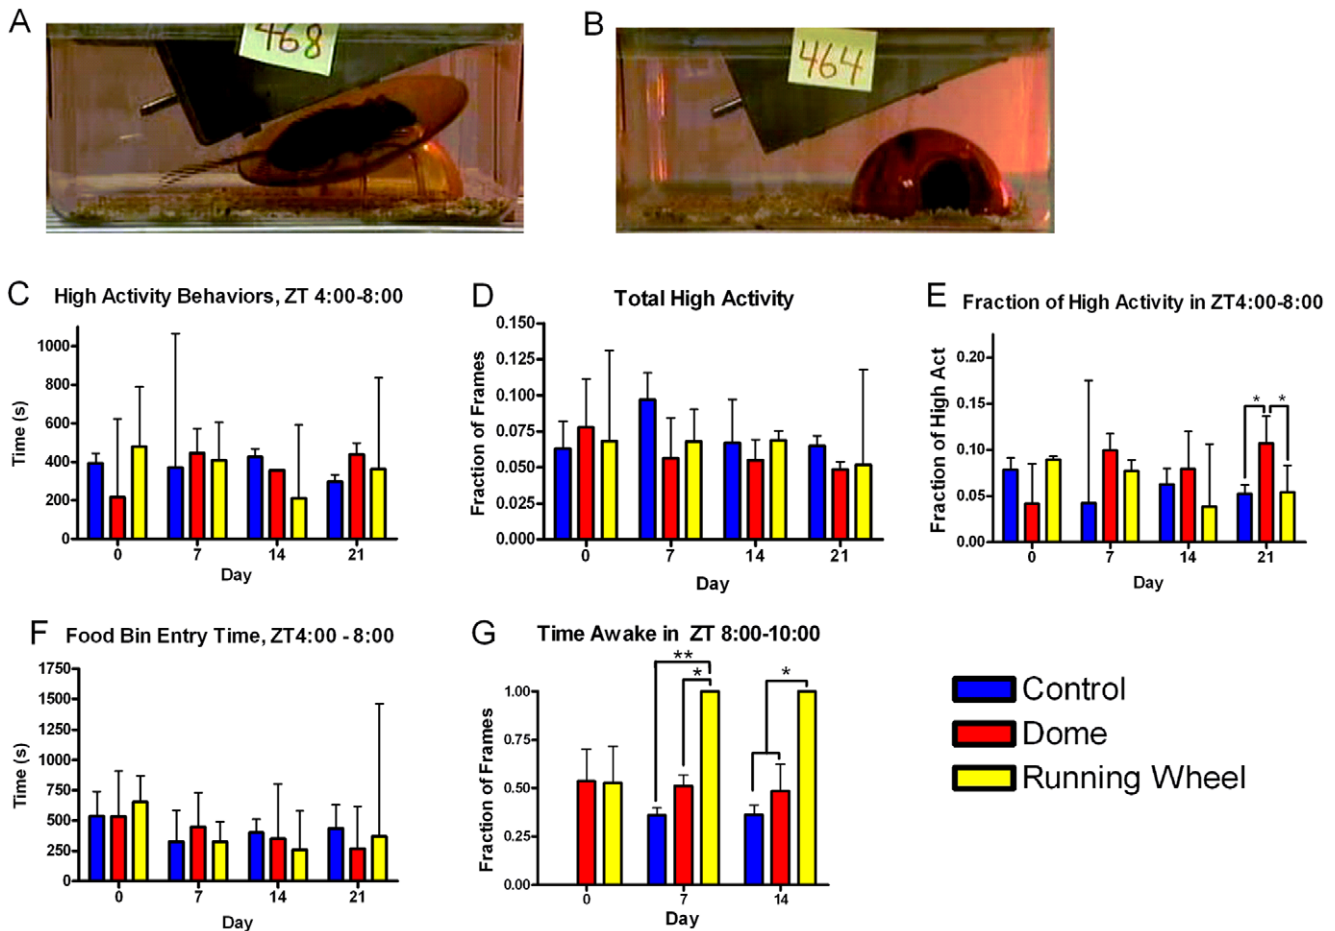 A
468
B
464
C High Activity Behaviors, ZT 4:00-8:00
Time (s)
1000
800
600
400
200
0
0 7 14 21
Day
D Total High Activity
Fraction of Frames
0.150
0.125
0.100
0.075
0.050
0.025
0.000
0 7 14 21
Day
E Fraction of High Activity in ZT4:00-8:00
Fraction of High Act
0.20
0.15
0.10
0.05
0.00
* *
0 7 14 21
Day
F Food Bin Entry Time, ZT4:00 - 8:00
Time (s)
1750
1500
1250
1000
750
500
250
0
0 7 14 21
Day
G Time Awake in ZT 8:00-10:00
Fraction of Frames
1.00
0.75
0.50
0.25
0.00
**
*
*
0 7 14
Day
Control
Dome
Running Wheel